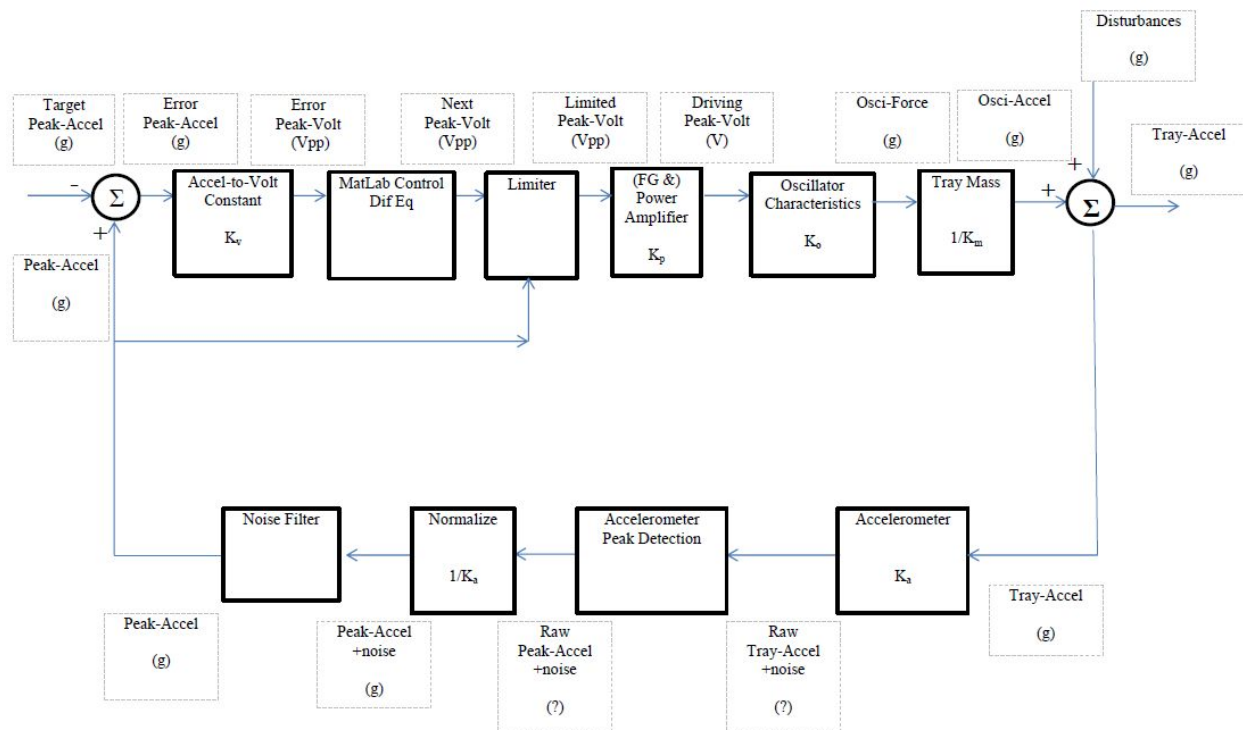 Disturbances
(g)
Target
Peak-Accel
(g)
Error
Peak-Accel
(g)
Error
Peak-Volt
(Vpp)
Next
Peak-Volt
(Vpp)
Limited
Peak-Volt
(Vpp)
Driving
Peak-Volt
(V)
Osci-Force
(g)
Osci-Accel
(g)
Tray-Accel
(g)
-
Σ
+
Accel-to-Volt
Constant
Kv
MatLab Control
Dif Eq
Limiter
(FG &)
Power
Amplifier
Kp
Oscillator
Characteristics
Ko
Tray Mass
1/Km
+
+
Σ
Peak-Accel
(g)
Noise Filter
Normalize
1/Ka
Accelerometer
Peak Detection
Accelerometer
Ka
Peak-Accel
(g)
Peak-Accel
+noise
(g)
Raw
Peak-Accel
+noise
(?)
Raw
Tray-Accel
+noise
(?)
Tray-Accel
(g)